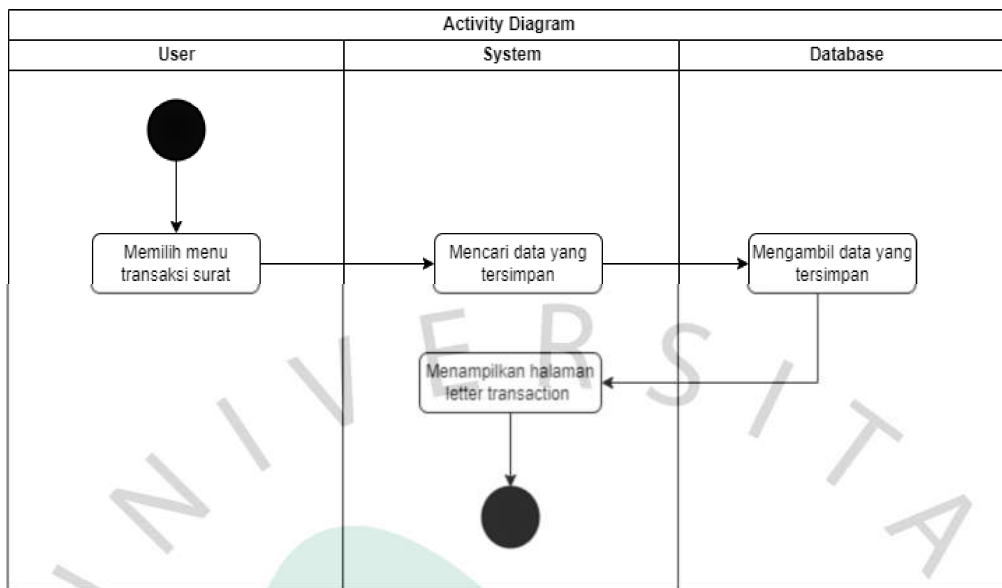 Activity Diagram
User
System
Database
Memilih menu
transaksi surat
Mencari data yang
tersimpan
Mengambil data yang
tersimpan
Menampilkan halaman
letter transaction
UNIVERSITA